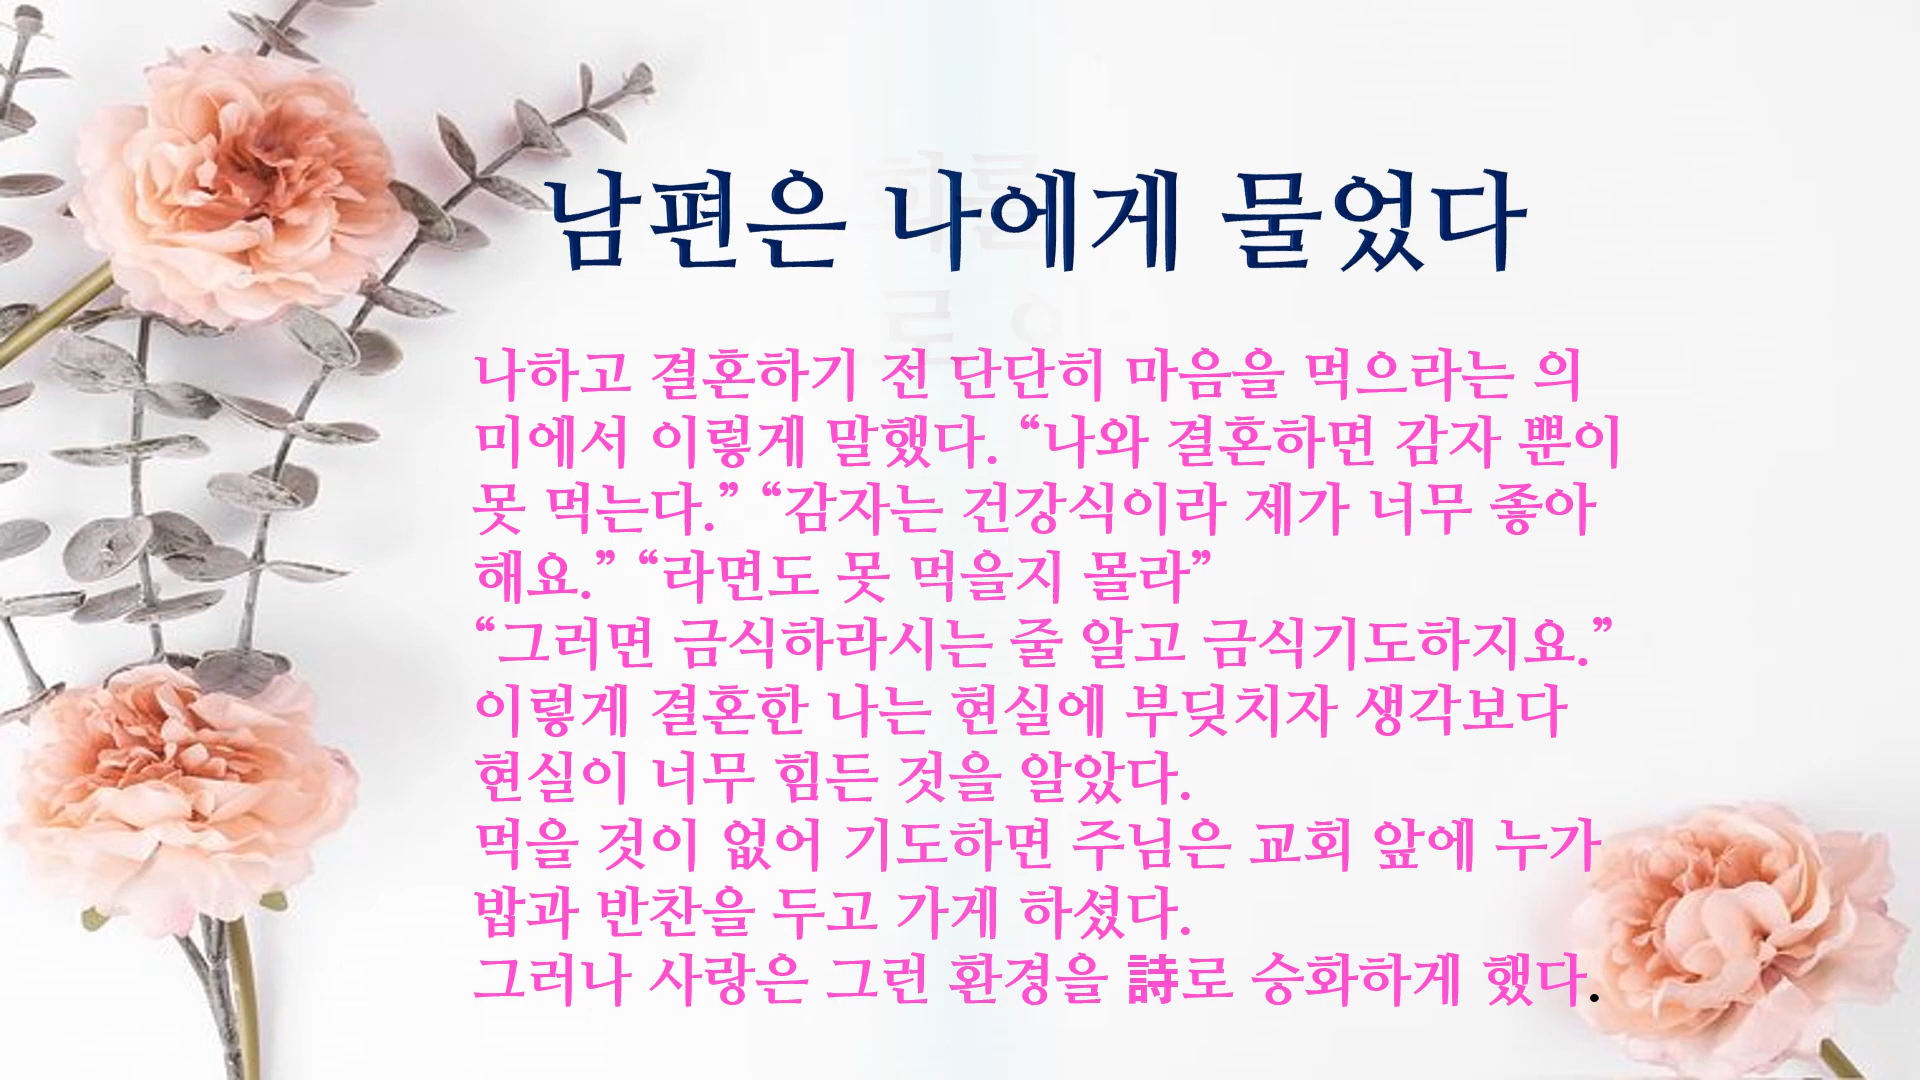 남편은 나에게 물었다
나하고 결혼하기 전 단단히 마음을 먹으라는 의
미에서 이렇게 말했다. “나와 결혼하면 감자 뿐이
못 먹는다.” “감자는 건강식이라 제가 너무 좋아
해요.” “라면도 못 먹을지 몰라”
“그러면 금식하라시는 줄 알고 금식기도하지요.”
이렇게 결혼한 나는 현실에 부딪치자 생각보다
현실이 너무 힘든 것을 알았다.
먹을 것이 없어 기도하면 주님은 교회 앞에 누가
밥과 반찬을 두고 가게 하셨다.
그러나 사랑은 그런 환경을 詩로 승화하게 했다.